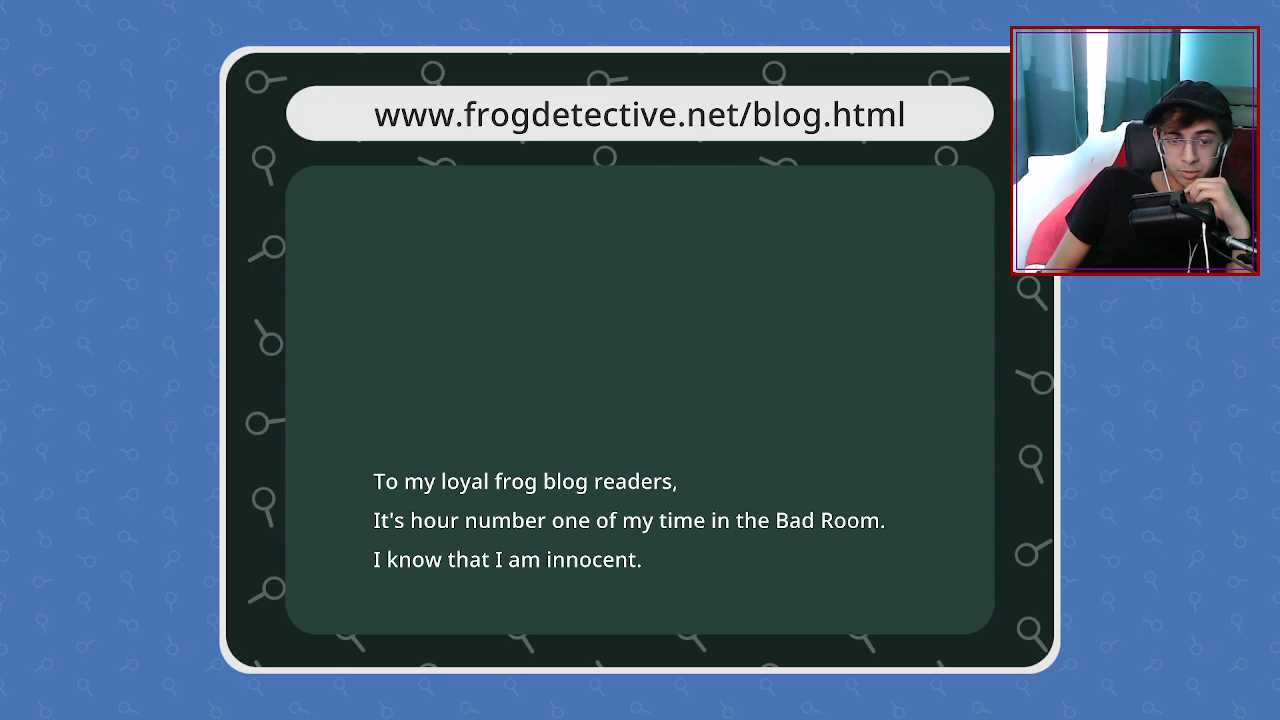 www.frogdetective.net/blog.html
To my loyal frog blog readers,
It's hour number one of my time in the Bad Room.
I know that I am innocent.